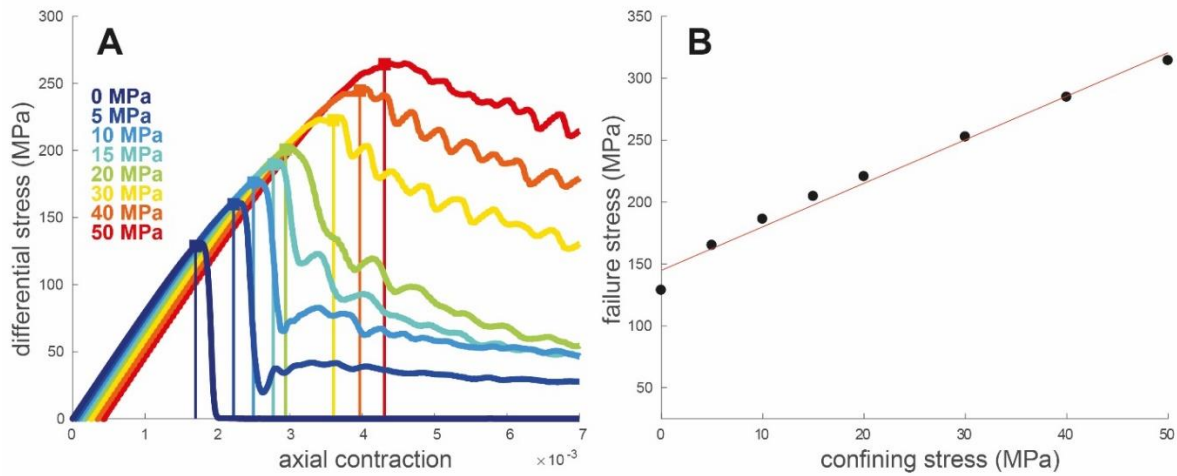 A
B
300
250
200
150
100
50
0
differential stress (MPa)
0 MPa
5 MPa
10 MPa
15 MPa
20 MPa
30 MPa
40 MPa
50 MPa
0 1 2 3 4 5 6 7
axial contraction ×10⁻³
350
300
250
200
150
100
50
failure stress (MPa)
0 10 20 30 40 50
confining stress (MPa)